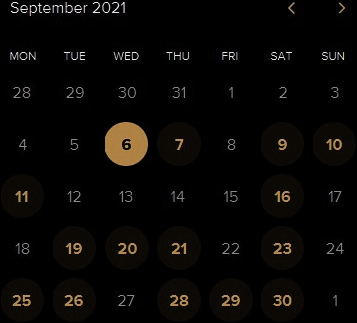 September 2021
MON TUE WED THU FRI SAT SUN
28 29 30 31 1 2 3
4 5 6 7 8 9 10
11 12 13 14 15 16 17
18 19 20 21 22 23 24
25 26 27 28 29 30 1